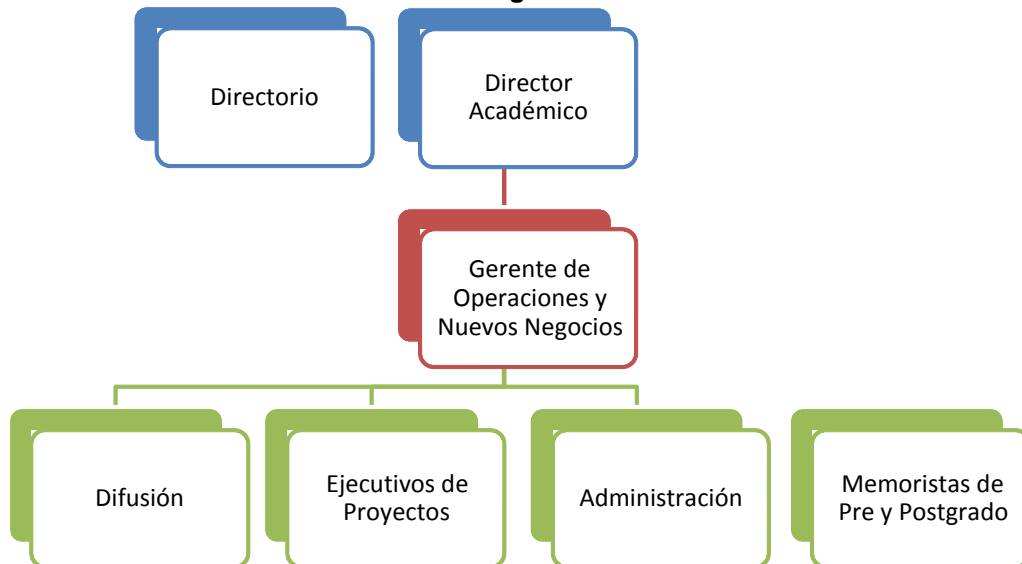 Directorio
Director
Académico
Gerente de
Operaciones y
Nuevos Negocios
Difusión
Ejecutivos de
Proyectos
Administración
Memoristas de
Pre y Postgrado